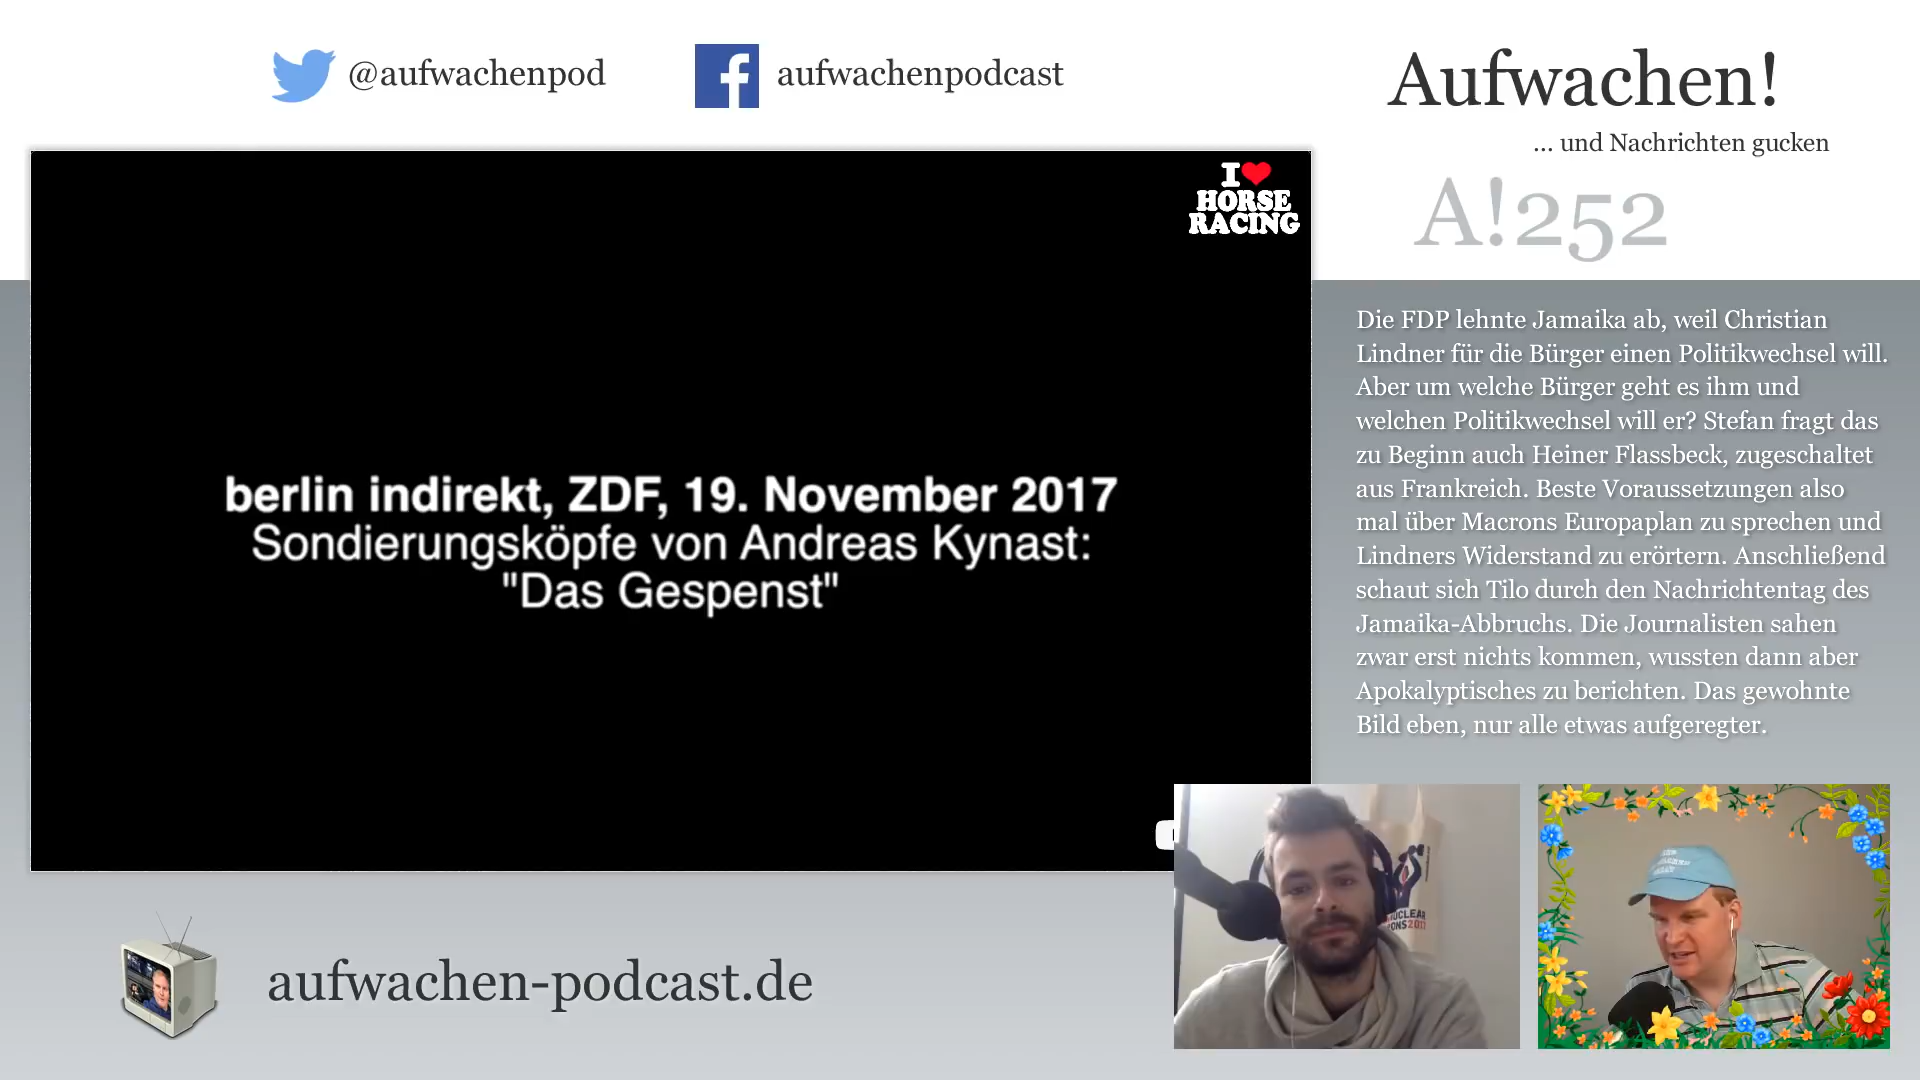 @aufwachenpod
aufwachenpodcast
Aufwachen!
... und Nachrichten gucken
A!252
I
HORSE
RACING
berlin indirekt, ZDF, 19. November 2017
Sondierungsköpfe von Andreas Kynast:
"Das Gespenst"
Die FDP lehnte Jamaika ab, weil Christian
Lindner für die Bürger einen Politikwechsel will.
Aber um welche Bürger geht es ihm und
welchen Politikwechsel will er? Stefan fragt das
zu Beginn auch Heiner Flassbeck, zugeschaltet
aus Frankreich. Beste Voraussetzungen also
mal über Macrons Europaplan zu sprechen und
Lindners Widerstand zu erörtern. Anschließend
schaut sich Tilo durch den Nachrichtentag des
Jamaika-Abbruchs. Die Journalisten sahen
zwar erst nichts kommen, wussten dann aber
Apokalyptisches zu berichten. Das gewohnte
Bild eben, nur alle etwas aufgeregter.
aufwachen-podcast.de